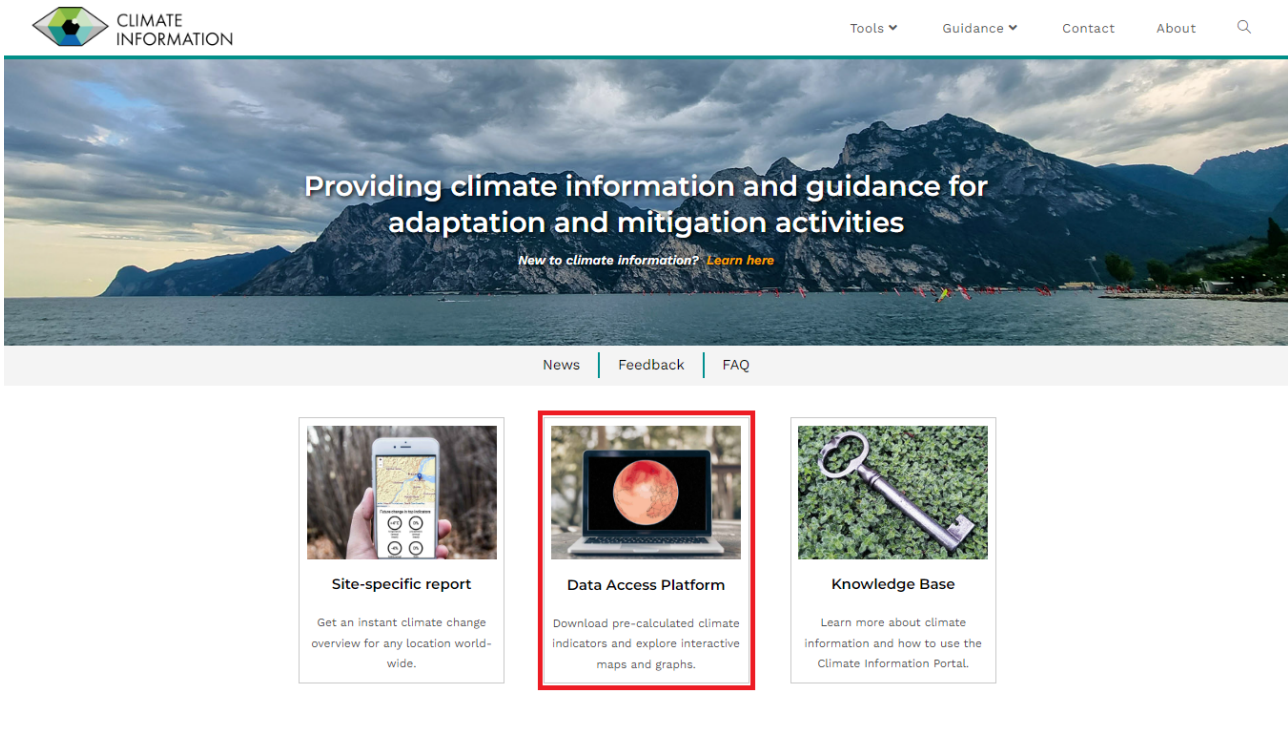 CLIMATE
INFORMATION
Tools
Guidance
Contact
About
Providing climate information and guidance for
adaptation and mitigation activities
New to climate information? Learn here
News
Feedback
FAQ
Site-specific report
Get an instant climate change
overview for any location world-
wide.
Data Access Platform
Download pre-calculated climate
indicators and explore interactive
maps and graphs.
Knowledge Base
Learn more about climate
information and how to use the
Climate Information Portal.